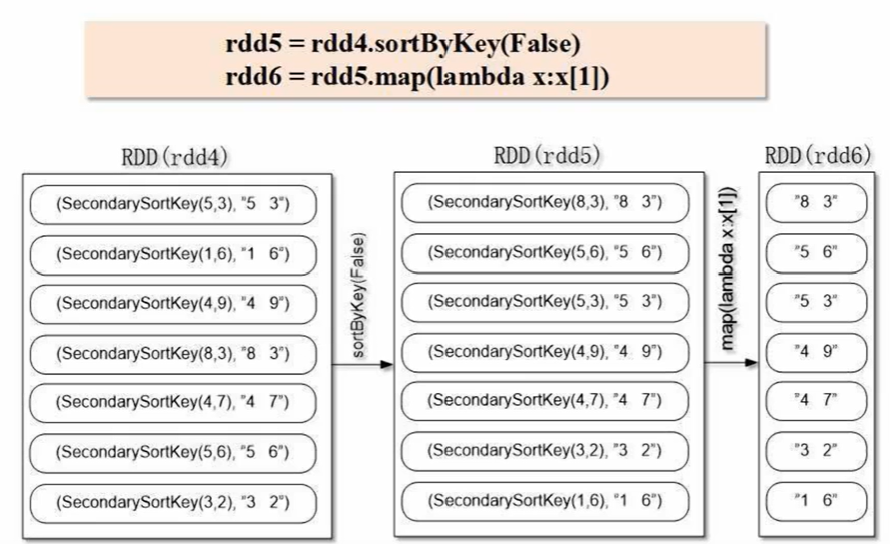 rdd5 = rdd4.sortByKey(False)
rdd6 = rdd5.map(lambda x:x[1])
RDD(rdd4)
(SecondarySortKey(5,3), "5 3")
(SecondarySortKey(1,6), "1 6")
(SecondarySortKey(4,9), "4 9")
(SecondarySortKey(8,3), "8 3")
(SecondarySortKey(4,7), "4 7")
(SecondarySortKey(5,6), "5 6")
(SecondarySortKey(3,2), "3 2")
sortByKey(False)
RDD(rdd5)
(SecondarySortKey(8,3), "8 3")
(SecondarySortKey(5,6), "5 6")
(SecondarySortKey(5,3), "5 3")
(SecondarySortKey(4,9), "4 9")
(SecondarySortKey(4,7), "4 7")
(SecondarySortKey(3,2), "3 2")
(SecondarySortKey(1,6), "1 6")
map(lambda x:x[1])
RDD(rdd6)
"8 3"
"5 6"
"5 3"
"4 9"
"4 7"
"3 2"
"1 6"